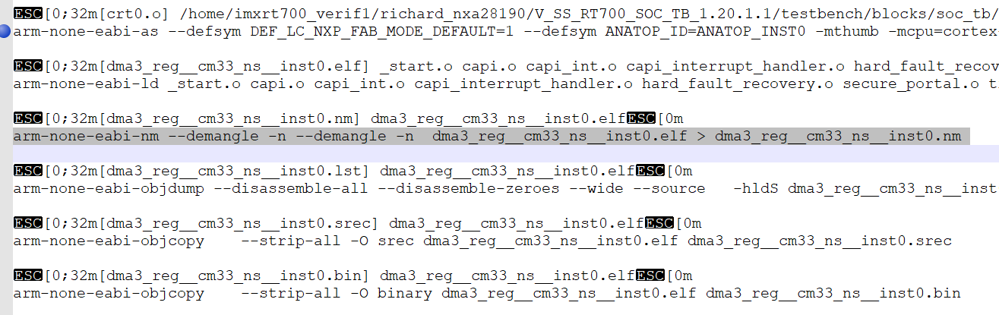 ESC[0;32m[crt0.o] /home/imxrt700_verif1/richard_nxa28190/V_SS_RT700_SOC_TB_1.20.1.1/testbench/blocks/soc_tb/
arm-none-eabi-as --defsym DEF_LC_NXP_FAB_MODE_DEFAULT=1 --defsym ANATOP_ID=ANATOP_INST0 -mthumb -mcpu=cortex
ESC[0;32m[dma3_reg__cm33_ns__inst0.elf] _start.o capi.o capi_int.o capi_interrupt_handler.o hard_fault_recov
arm-none-eabi-ld _start.o capi.o capi_int.o capi_interrupt_handler.o hard_fault_recovery.o secure_portal.o t
ESC[0;32m[dma3_reg__cm33_ns__inst0.nm] dma3_reg__cm33_ns__inst0.elfESC[0m
arm-none-eabi-nm --demangle -n --demangle -n  dma3_reg__cm33_ns__inst0.elf > dma3_reg__cm33_ns__inst0.nm
ESC[0;32m[dma3_reg__cm33_ns__inst0.lst] dma3_reg__cm33_ns__inst0.elfESC[0m
arm-none-eabi-objdump --disassemble-all --disassemble-zeroes --wide --source   -hldS dma3_reg__cm33_ns__inst
ESC[0;32m[dma3_reg__cm33_ns__inst0.srec] dma3_reg__cm33_ns__inst0.elfESC[0m
arm-none-eabi-objcopy    --strip-all -O srec dma3_reg__cm33_ns__inst0.elf dma3_reg__cm33_ns__inst0.srec
ESC[0;32m[dma3_reg__cm33_ns__inst0.bin] dma3_reg__cm33_ns__inst0.elfESC[0m
arm-none-eabi-objcopy    --strip-all -O binary dma3_reg__cm33_ns__inst0.elf dma3_reg__cm33_ns__inst0.bin